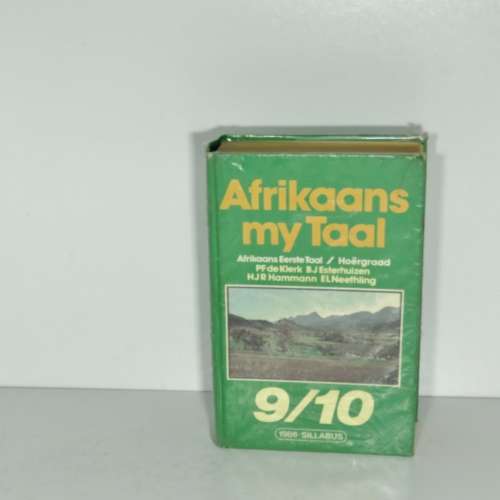 Afrikaans
my Taal
Afrikaans Eerste Taal / Hoërgraad
PF de Klerk BJ Esterhuizen
HJR Hammann EL Neethling
9/10
1986-SILLABUS